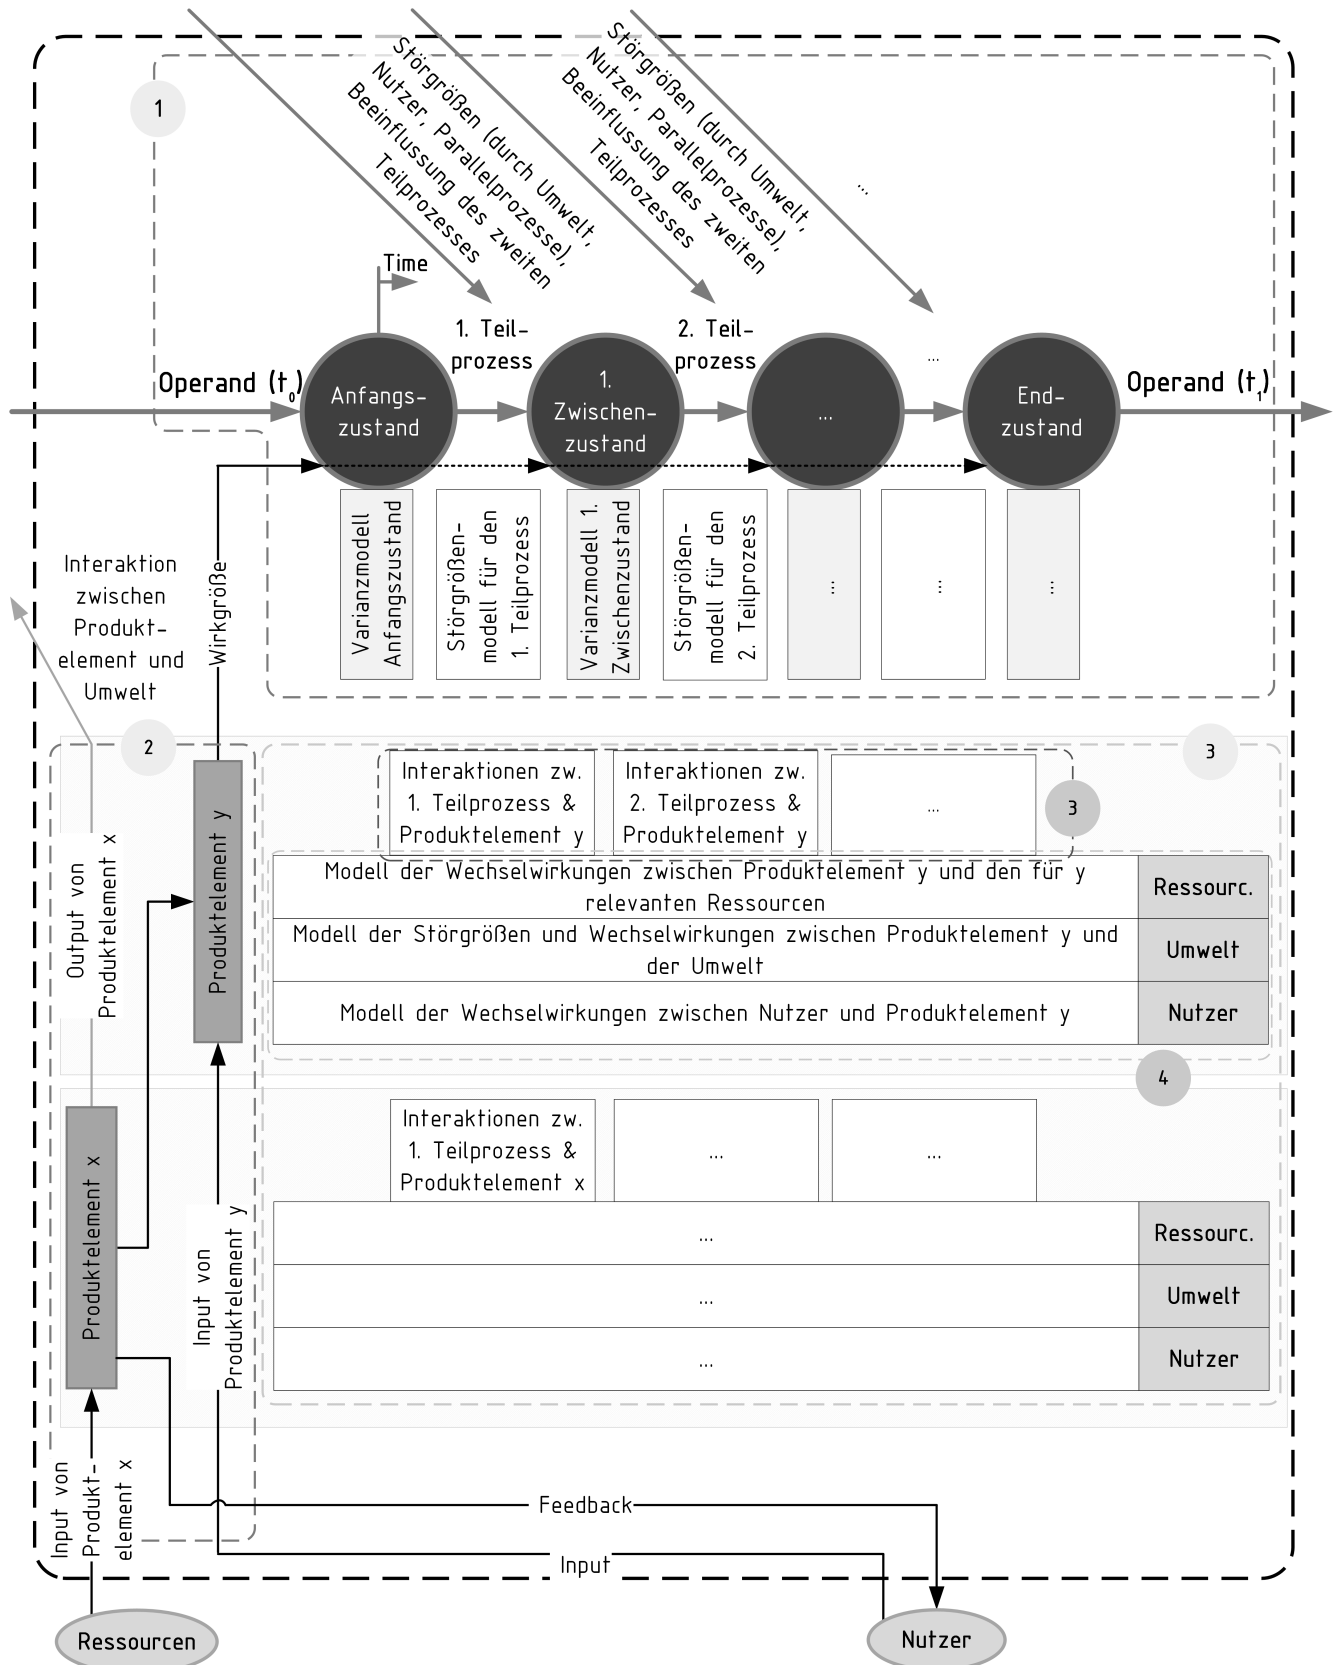 1
Störgrößen (durch Umwelt,
Nutzer, Parallelprozesse),
Beeinflussung des zweiten
Teilprozesses
Störgrößen (durch Umwelt,
Nutzer, Parallelprozesse),
Beeinflussung des zweiten
Teilprozesses
...
Time
1. Teil-
prozess
2. Teil-
prozess
...
Operand (t0)
Anfangs-
zustand
1.
Zwischen-
zustand
...
End-
zustand
Operand (t1)
Varianzmodell
Anfangszustand
Störgrößen-
modell für den
1. Teilprozess
Varianzmodell 1.
Zwischenzustand
Störgrößen-
modell für den
2. Teilprozess
...
...
...
Interaktion
zwischen
Produkt-
element und
Umwelt
Wirkgröße
2
3
Produktelement y
Output von
Produktelement x
Interaktionen zw.
1. Teilprozess &
Produktelement y
Interaktionen zw.
2. Teilprozess &
Produktelement y
...
3
Modell der Wechselwirkungen zwischen Produktelement y und den für y
relevanten Ressourcen
Ressourc.
Modell der Störgrößen und Wechselwirkungen zwischen Produktelement y und
der Umwelt
Umwelt
Modell der Wechselwirkungen zwischen Nutzer und Produktelement y
Nutzer
4
Produktelement x
Input von
Produktelement y
Interaktionen zw.
1. Teilprozess &
Produktelement x
...
...
...
Ressourc.
...
Umwelt
...
Nutzer
Input von
Produkt-
element x
Feedback
Input
Ressourcen
Nutzer